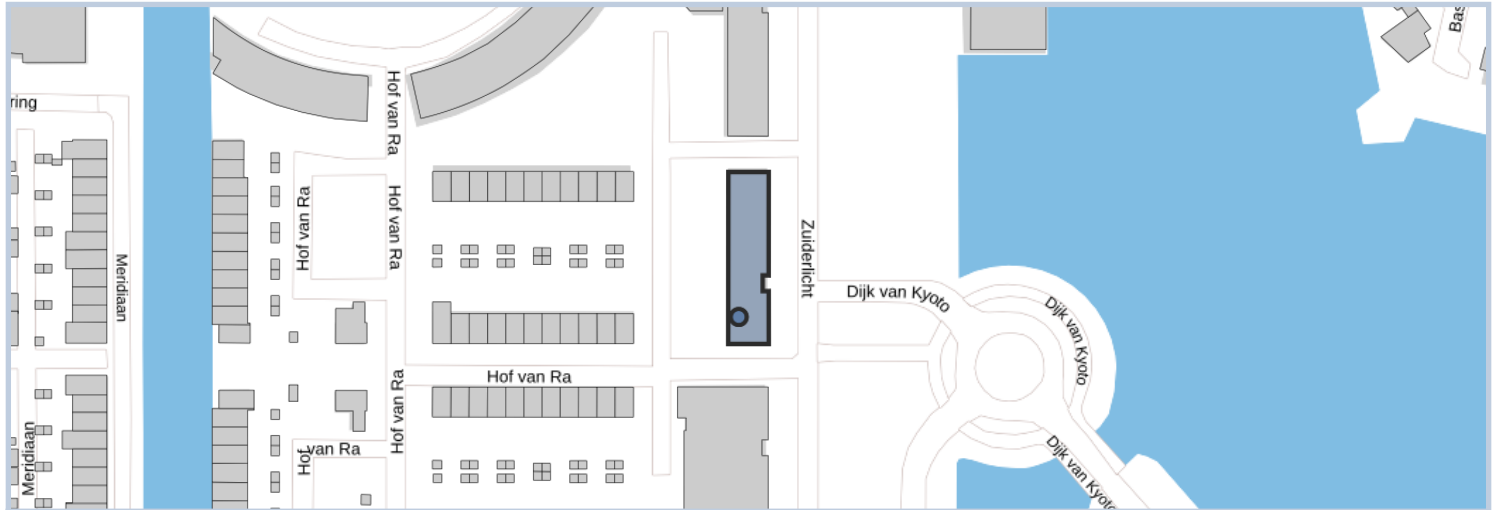 ring
Meridiaan
Meridiaan
Hof van Ra
Hof van Ra
Hof van Ra
Hof van Ra
Hof van Ra
Hof van Ra
Zuiderlicht
Dijk van Kyoto
Dijk van Kyoto
Dijk van Kyoto
Bas